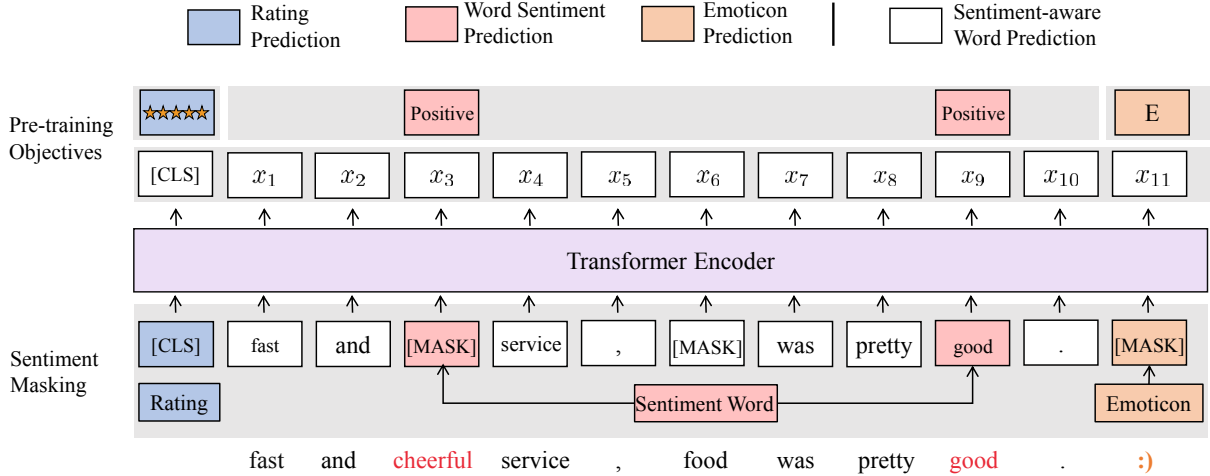 Rating Prediction
Word Sentiment Prediction
Emoticon Prediction
Sentiment-aware Word Prediction
Pre-training Objectives
Positive Positive E
[CLS] x1 x2 x3 x4 x5 x6 x7 x8 x9 x10 x11
Transformer Encoder
Sentiment Masking
[CLS] fast and [MASK] service , [MASK] was pretty good . [MASK]
Rating Sentiment Word Emoticon
fast and cheerful service , food was pretty good . :)